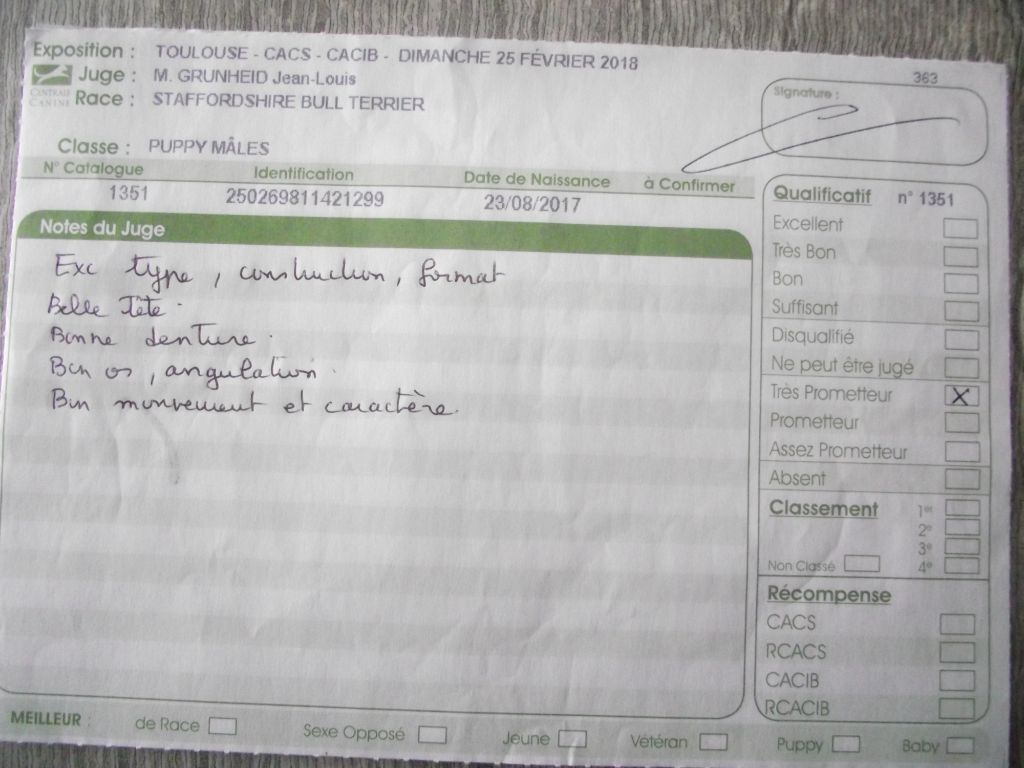 Exposition : TOULOUSE - CACS - CACIB - DIMANCHE 25 FÉVRIER 2018
Juge : M. GRUNHEID Jean-Louis
CENTRALE CANINE
Race : STAFFORDSHIRE BULL TERRIER
363
Signature :
Classe : PUPPY MÂLES
N° Catalogue Identification Date de Naissance à Confirmer
1351 250269811421299 23/08/2017
Notes du Juge
Exc type, construction, format
Belle Tête.
Bonne denture.
Bon os, angulation.
Bon mouvement et caractère.
Qualificatif n° 1351
Excellent
Très Bon
Bon
Suffisant
Disqualifié
Ne peut être jugé
Très Prometteur X
Prometteur
Assez Prometteur
Absent
Classement 1er
2e
3e
Non Classé 4e
Récompense
CACS
RCACS
CACIB
RCACIB
MEILLEUR : de Race Sexe Opposé Jeune Vétéran Puppy Baby